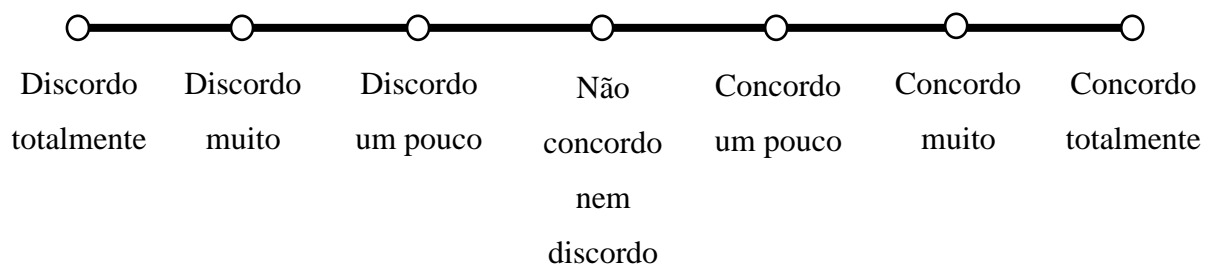 Discordo totalmente
Discordo muito
Discordo um pouco
Não concordo nem discordo
Concordo um pouco
Concordo muito
Concordo totalmente